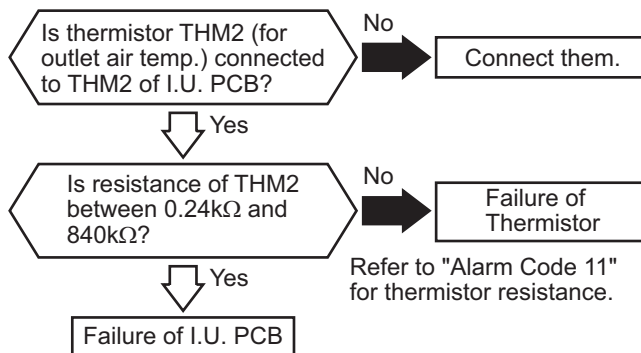 Is thermistor THM2 (for
outlet air temp.) connected
to THM2 of I.U. PCB?
No
Connect them.
Yes
Is resistance of THM2
between 0.24kΩ and
840kΩ?
No
Failure of
Thermistor
Refer to "Alarm Code 11"
for thermistor resistance.
Yes
Failure of I.U. PCB